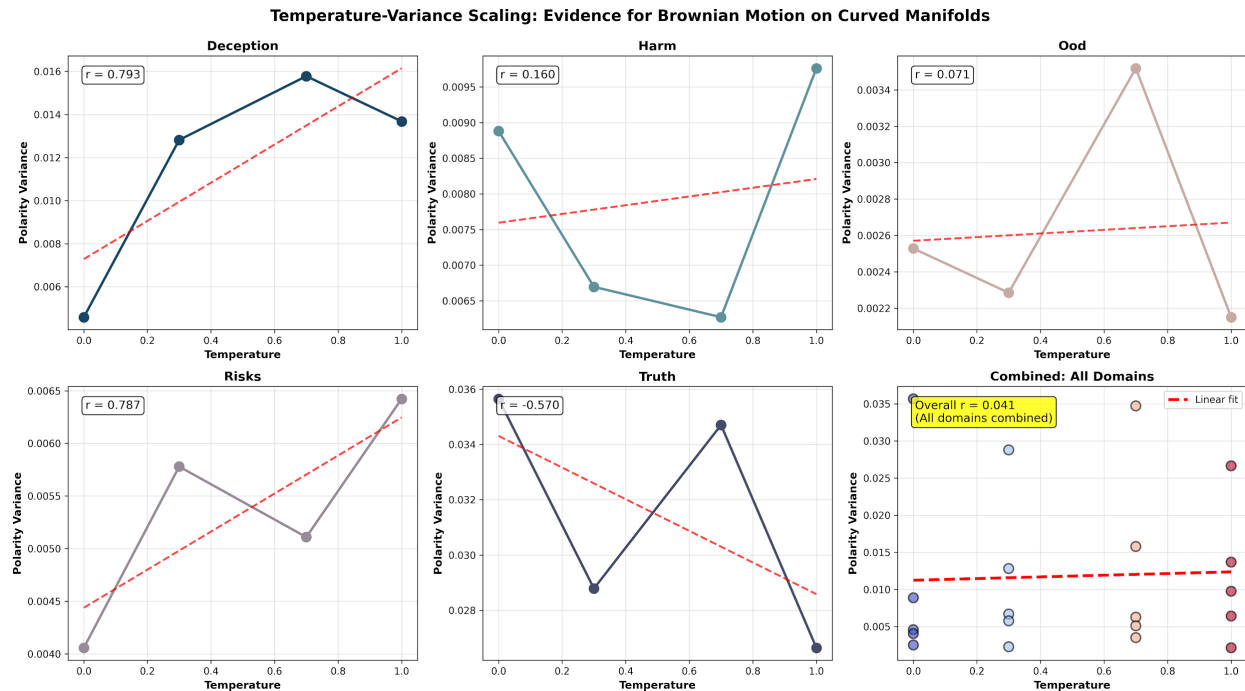 Temperature-Variance Scaling: Evidence for Brownian Motion on Curved Manifolds
Deception
r = 0.793
Polarity Variance
0.016
0.014
0.012
0.010
0.008
0.006
0.0 0.2 0.4 0.6 0.8 1.0
Temperature
Harm
r = 0.160
Polarity Variance
0.0095
0.0090
0.0085
0.0080
0.0075
0.0070
0.0065
0.0 0.2 0.4 0.6 0.8 1.0
Temperature
Ood
r = 0.071
Polarity Variance
0.0034
0.0032
0.0030
0.0028
0.0026
0.0024
0.0022
0.0 0.2 0.4 0.6 0.8 1.0
Temperature
Risks
r = 0.787
Polarity Variance
0.0065
0.0060
0.0055
0.0050
0.0045
0.0040
0.0 0.2 0.4 0.6 0.8 1.0
Temperature
Truth
r = -0.570
Polarity Variance
0.036
0.034
0.032
0.030
0.028
0.0 0.2 0.4 0.6 0.8 1.0
Temperature
Combined: All Domains
Overall r = 0.041
(All domains combined)
Linear fit
Polarity Variance
0.035
0.030
0.025
0.020
0.015
0.010
0.005
0.0 0.2 0.4 0.6 0.8 1.0
Temperature